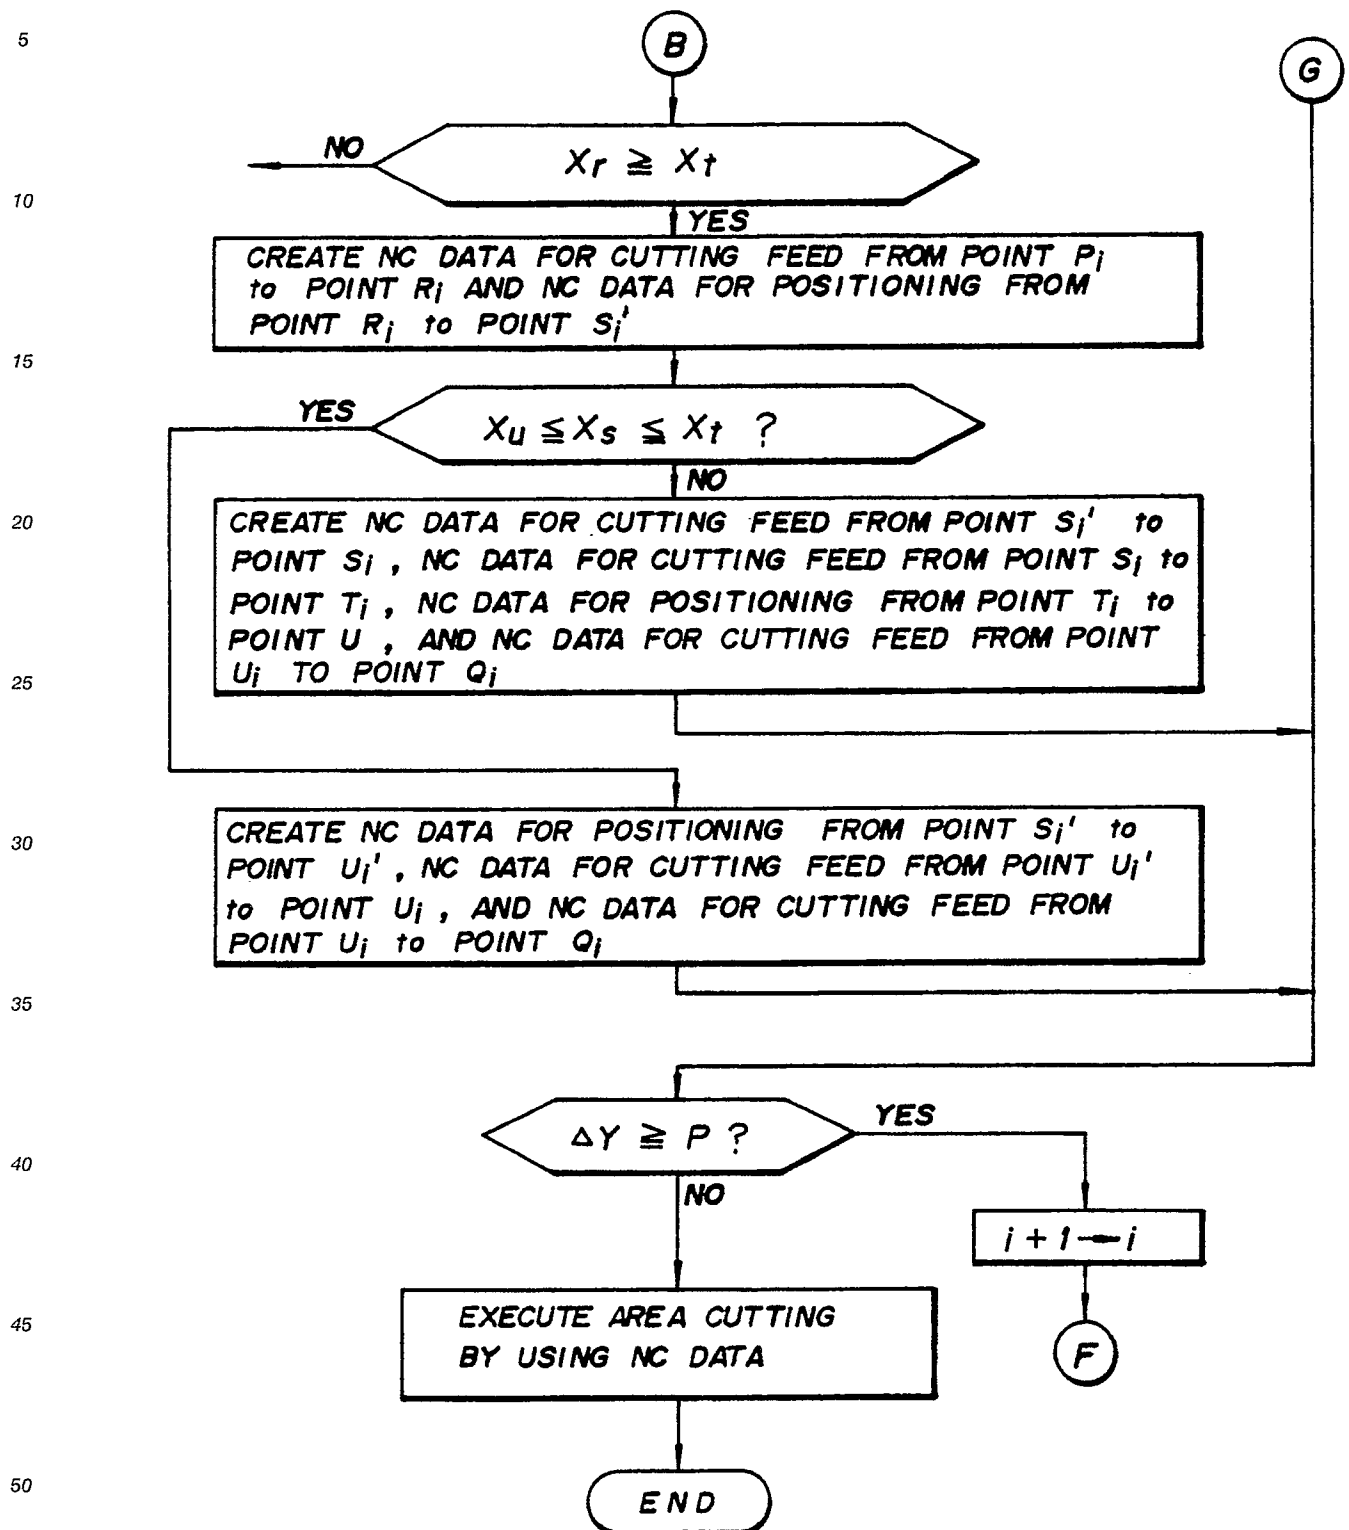 5
B
G
NO
Xr ≧ Xt
10
YES
CREATE NC DATA FOR CUTTING FEED FROM POINT Pi
to POINT Ri AND NC DATA FOR POSITIONING FROM
POINT Ri to POINT Si'
15
YES
Xu ≦ Xs ≦ Xt ?
NO
20
CREATE NC DATA FOR CUTTING FEED FROM POINT Si' to
POINT Si , NC DATA FOR CUTTING FEED FROM POINT Si to
POINT Ti , NC DATA FOR POSITIONING FROM POINT Ti to
POINT U , AND NC DATA FOR CUTTING FEED FROM POINT
Ui TO POINT Qi
25
30
CREATE NC DATA FOR POSITIONING FROM POINT Si' to
POINT Ui' , NC DATA FOR CUTTING FEED FROM POINT Ui'
to POINT Ui , AND NC DATA FOR CUTTING FEED FROM
POINT Ui to POINT Qi
35
ΔY ≧ P ?
YES
40
NO
i + 1 → i
45
EXECUTE AREA CUTTING
BY USING NC DATA
F
50
END